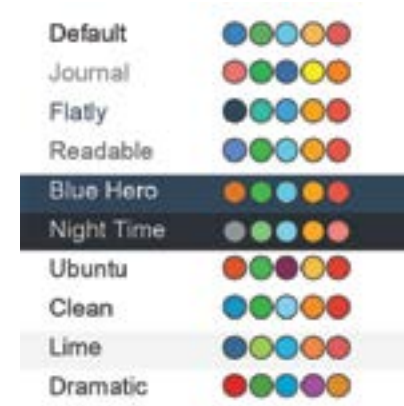 Default
Journal
Flatly
Readable
Blue Hero
Night Time
Ubuntu
Clean
Lime
Dramatic